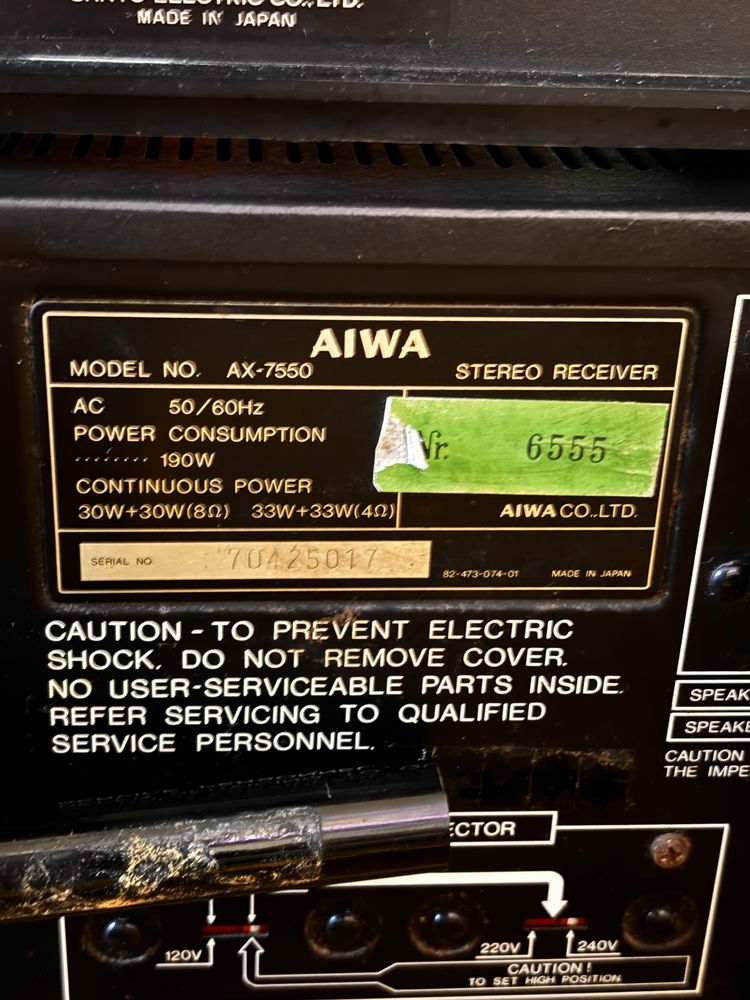 ELECTRIC CO., LTD.
MADE IN JAPAN
AIWA
MODEL NO. AX-7550 STEREO RECEIVER
AC 50/60Hz
POWER CONSUMPTION
········ 190W
CONTINUOUS POWER
30W+30W(8Ω) 33W+33W(4Ω)
Nr. 6555
AIWA CO.,LTD.
SERIAL NO. 70425017
82-473-074-01 MADE IN JAPAN
CAUTION - TO PREVENT ELECTRIC
SHOCK, DO NOT REMOVE COVER.
NO USER-SERVICEABLE PARTS INSIDE.
REFER SERVICING TO QUALIFIED
SERVICE PERSONNEL.
SPEAK
SPEAKE
CAUTION
THE IMPE
ECTOR
120V
220V 240V
CAUTION!
TO SET HIGH POSITION